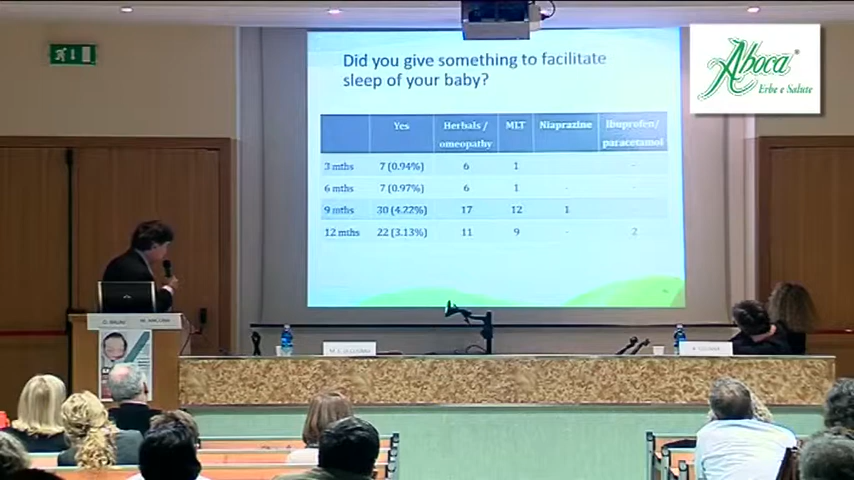 Did you give something to facilitate
sleep of your baby?
Aboca®
Erbe e Salute
Yes Herbals / omeopathy MLT Niaprazine Ibuprofen/ paracetamol
3 mths 7 (0.94%) 6 1 -
6 mths 7 (0.97%) 6 1 - -
9 mths 30 (4.22%) 17 12 1
12 mths 22 (3.13%) 11 9 - 2